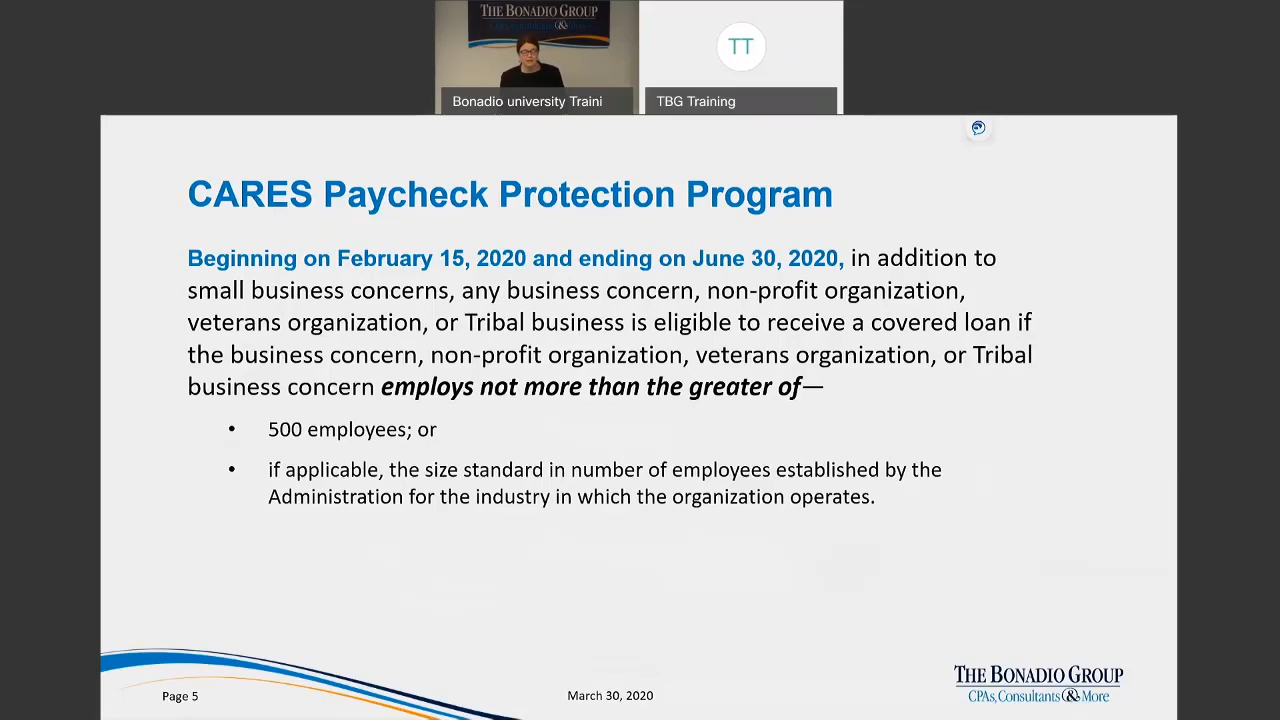 THE BONADIO GROUP
Bonadio university Traini
TT
TBG Training
CARES Paycheck Protection Program
Beginning on February 15, 2020 and ending on June 30, 2020, in addition to
small business concerns, any business concern, non-profit organization,
veterans organization, or Tribal business is eligible to receive a covered loan if
the business concern, non-profit organization, veterans organization, or Tribal
business concern employs not more than the greater of—
• 500 employees; or
• if applicable, the size standard in number of employees established by the
Administration for the industry in which the organization operates.
Page 5
March 30, 2020
THE BONADIO GROUP
CPAs, Consultants & More